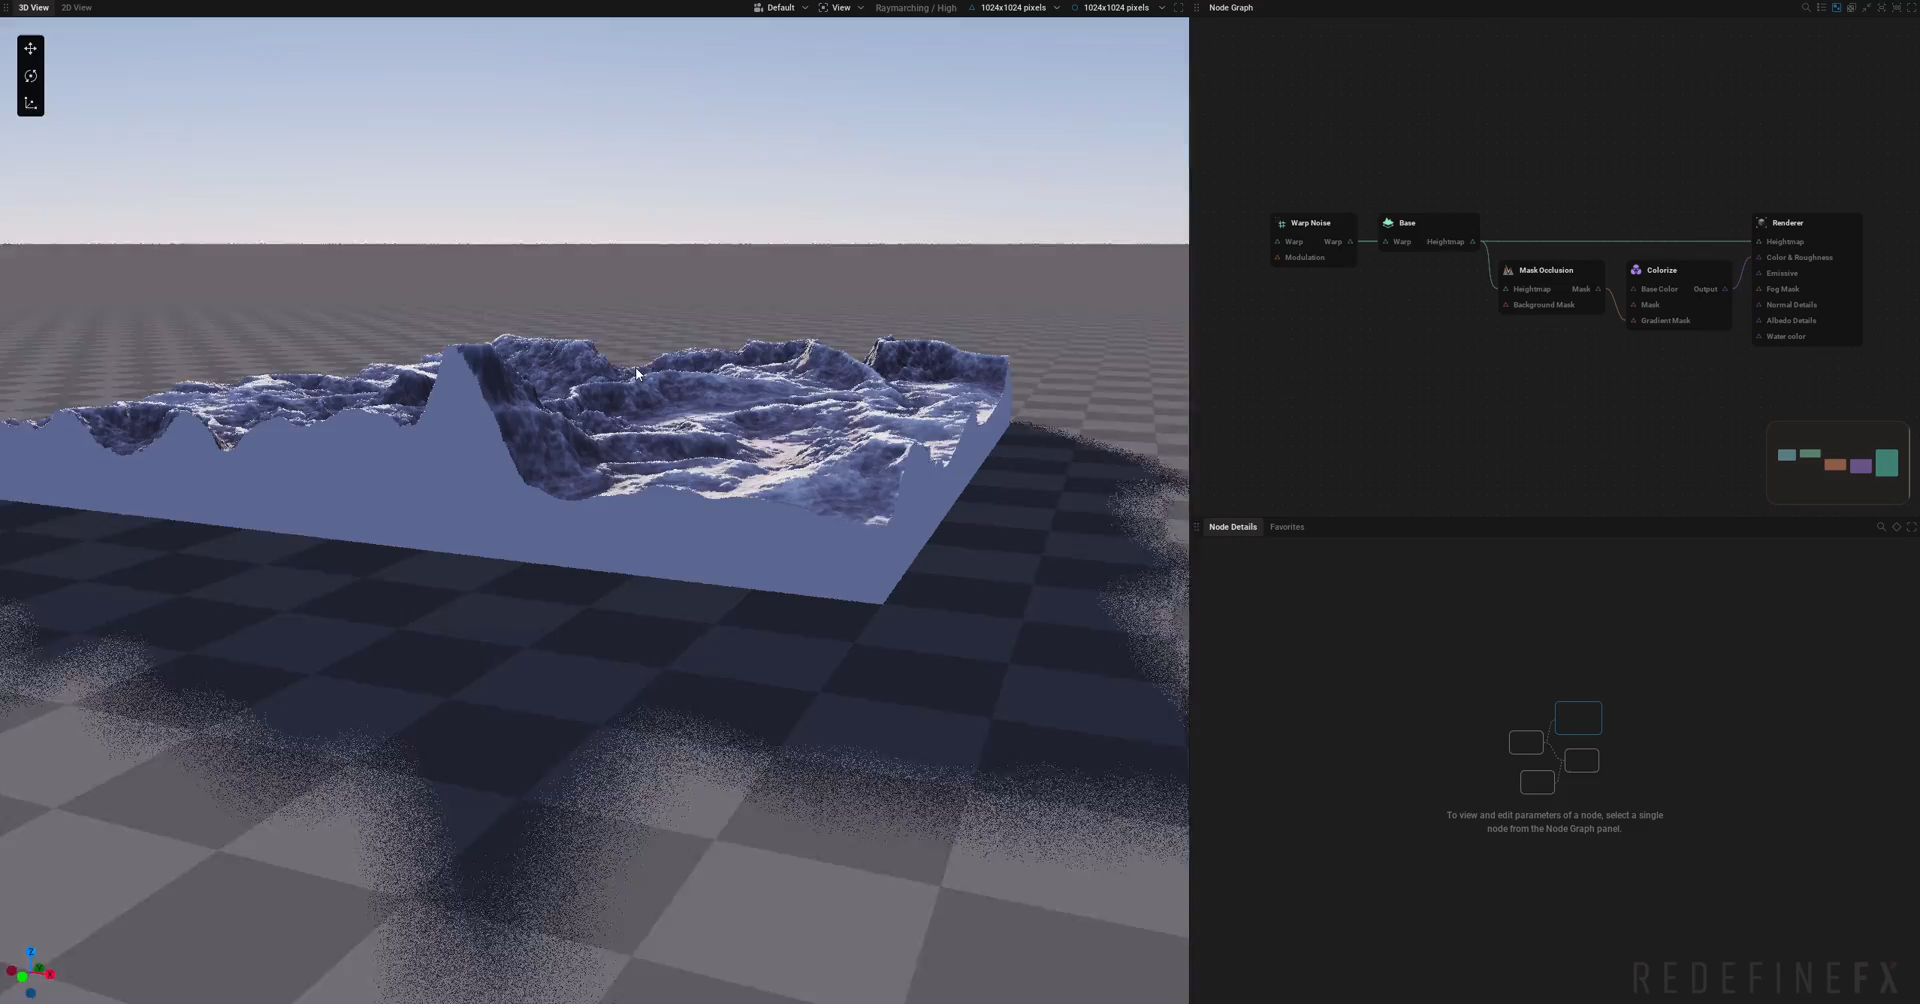 3D View 2D View Default View Raymarching / High 1024x1024 pixels 1024x1024 pixels
Z
Y
X
Node Graph
Warp Noise
Warp Warp
Modulation
Base
Warp Heightmap
Mask Occlusion
Heightmap Mask
Background Mask
Colorize
Base Color Output
Mask
Gradient Mask
Renderer
Heightmap
Color & Roughness
Emissive
Fog Mask
Normal Details
Albedo Details
Water color
Node Details Favorites
To view and edit parameters of a node, select a single
node from the Node Graph panel.
REDEFINEFX